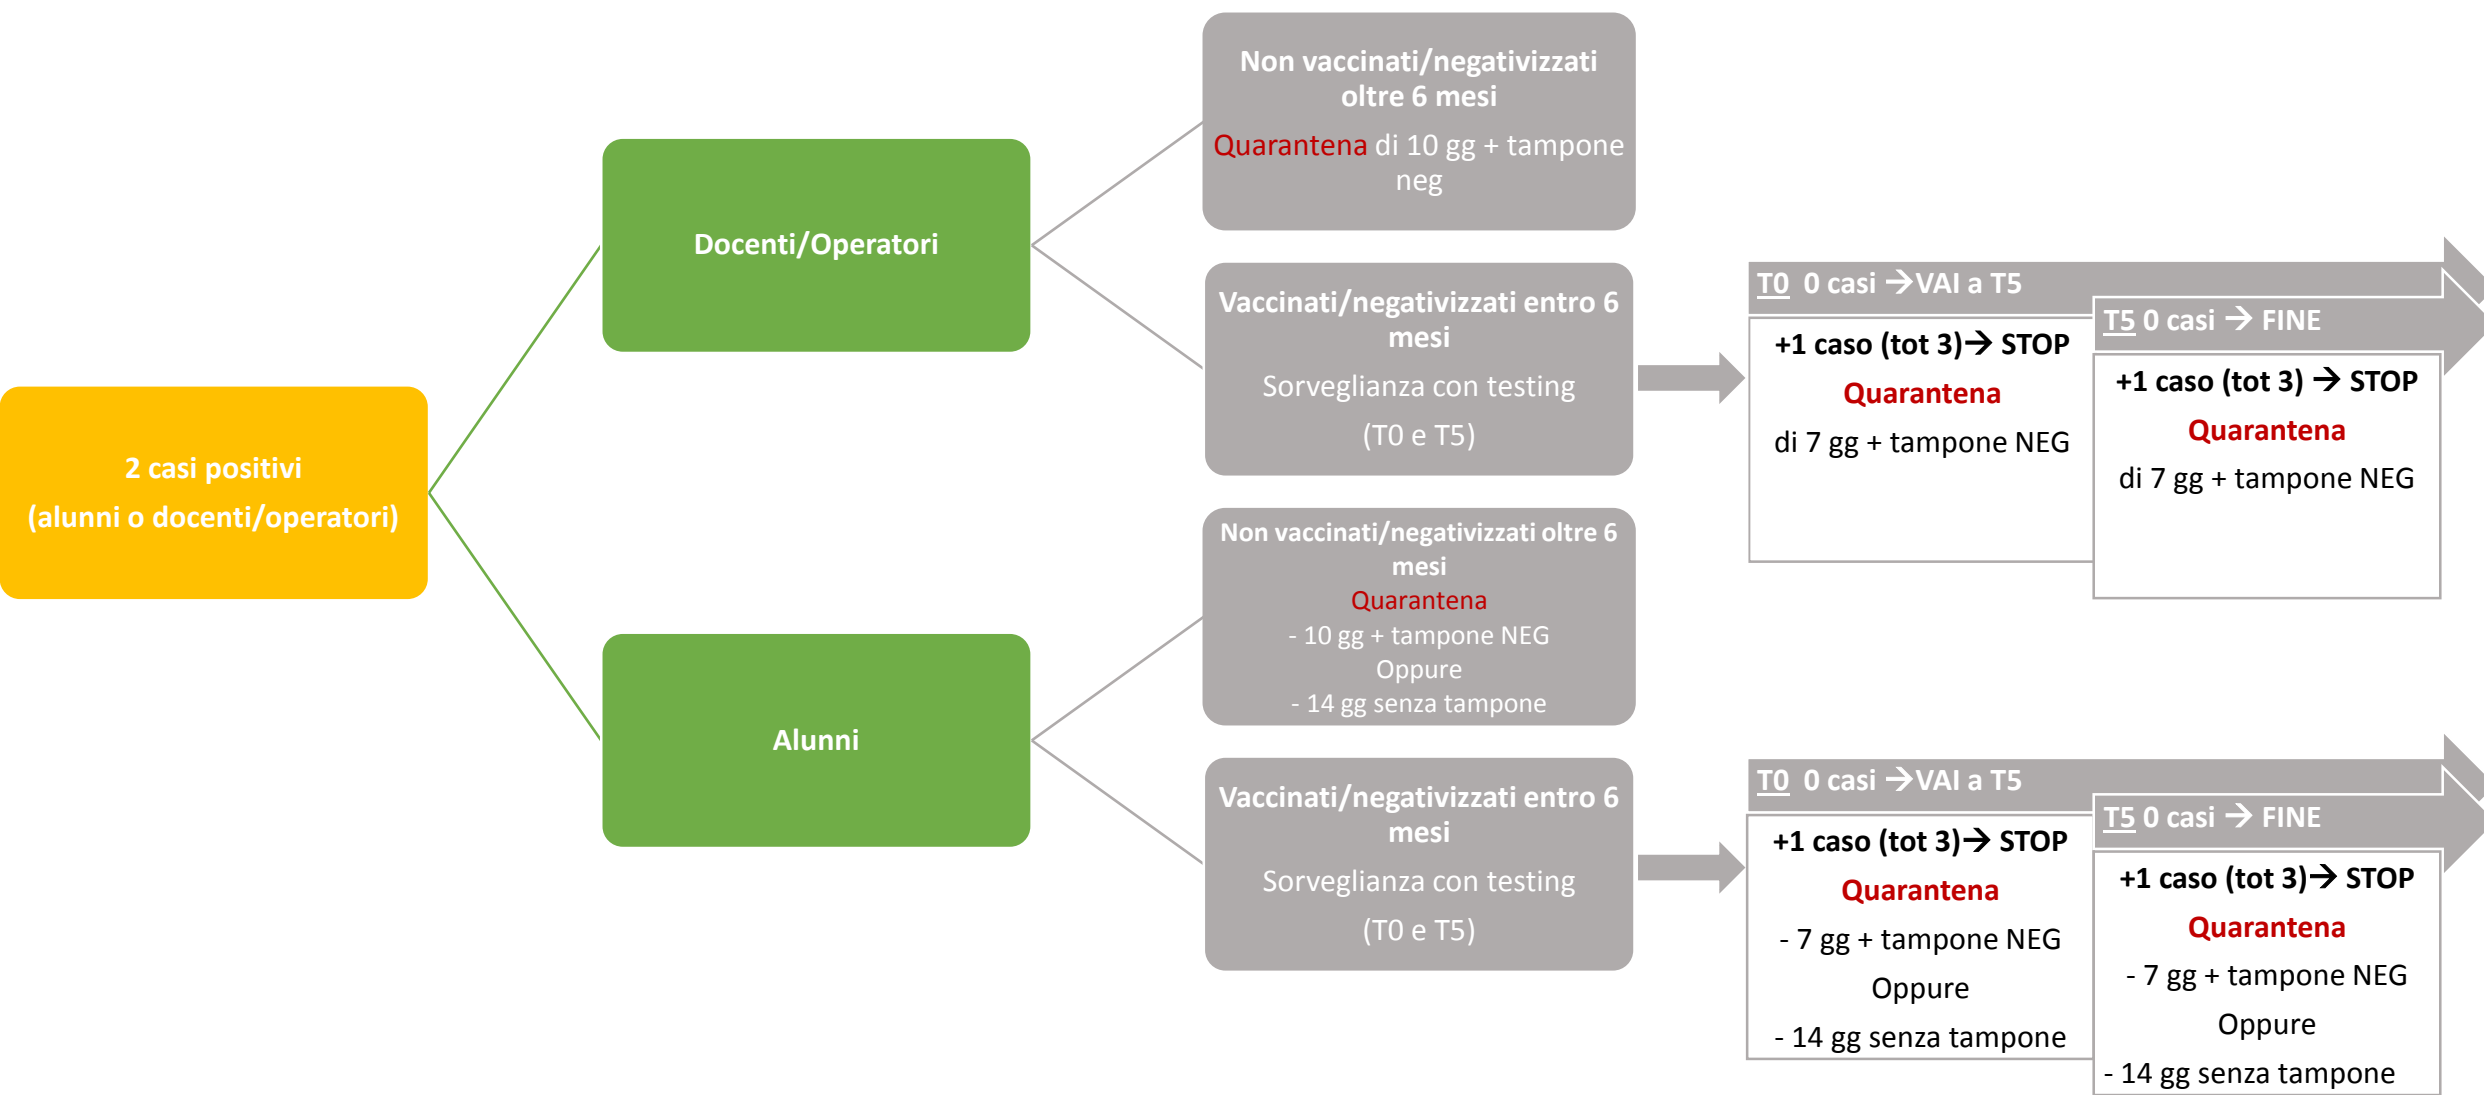 2 casi positivi
(alunni o docenti/operatori)
Docenti/Operatori
Non vaccinati/negativizzati
oltre 6 mesi
Quarantena di 10 gg + tampone
neg
Vaccinati/negativizzati entro 6
mesi
Sorveglianza con testing
(T0 e T5)
T0 0 casi →VAI a T5
+1 caso (tot 3)→ STOP
Quarantena
di 7 gg + tampone NEG
T5 0 casi → FINE
+1 caso (tot 3) → STOP
Quarantena
di 7 gg + tampone NEG
Alunni
Non vaccinati/negativizzati oltre 6
mesi
Quarantena
- 10 gg + tampone NEG
Oppure
- 14 gg senza tampone
Vaccinati/negativizzati entro 6
mesi
Sorveglianza con testing
(T0 e T5)
T0 0 casi →VAI a T5
+1 caso (tot 3)→ STOP
Quarantena
- 7 gg + tampone NEG
Oppure
- 14 gg senza tampone
T5 0 casi → FINE
+1 caso (tot 3)→ STOP
Quarantena
- 7 gg + tampone NEG
Oppure
- 14 gg senza tampone